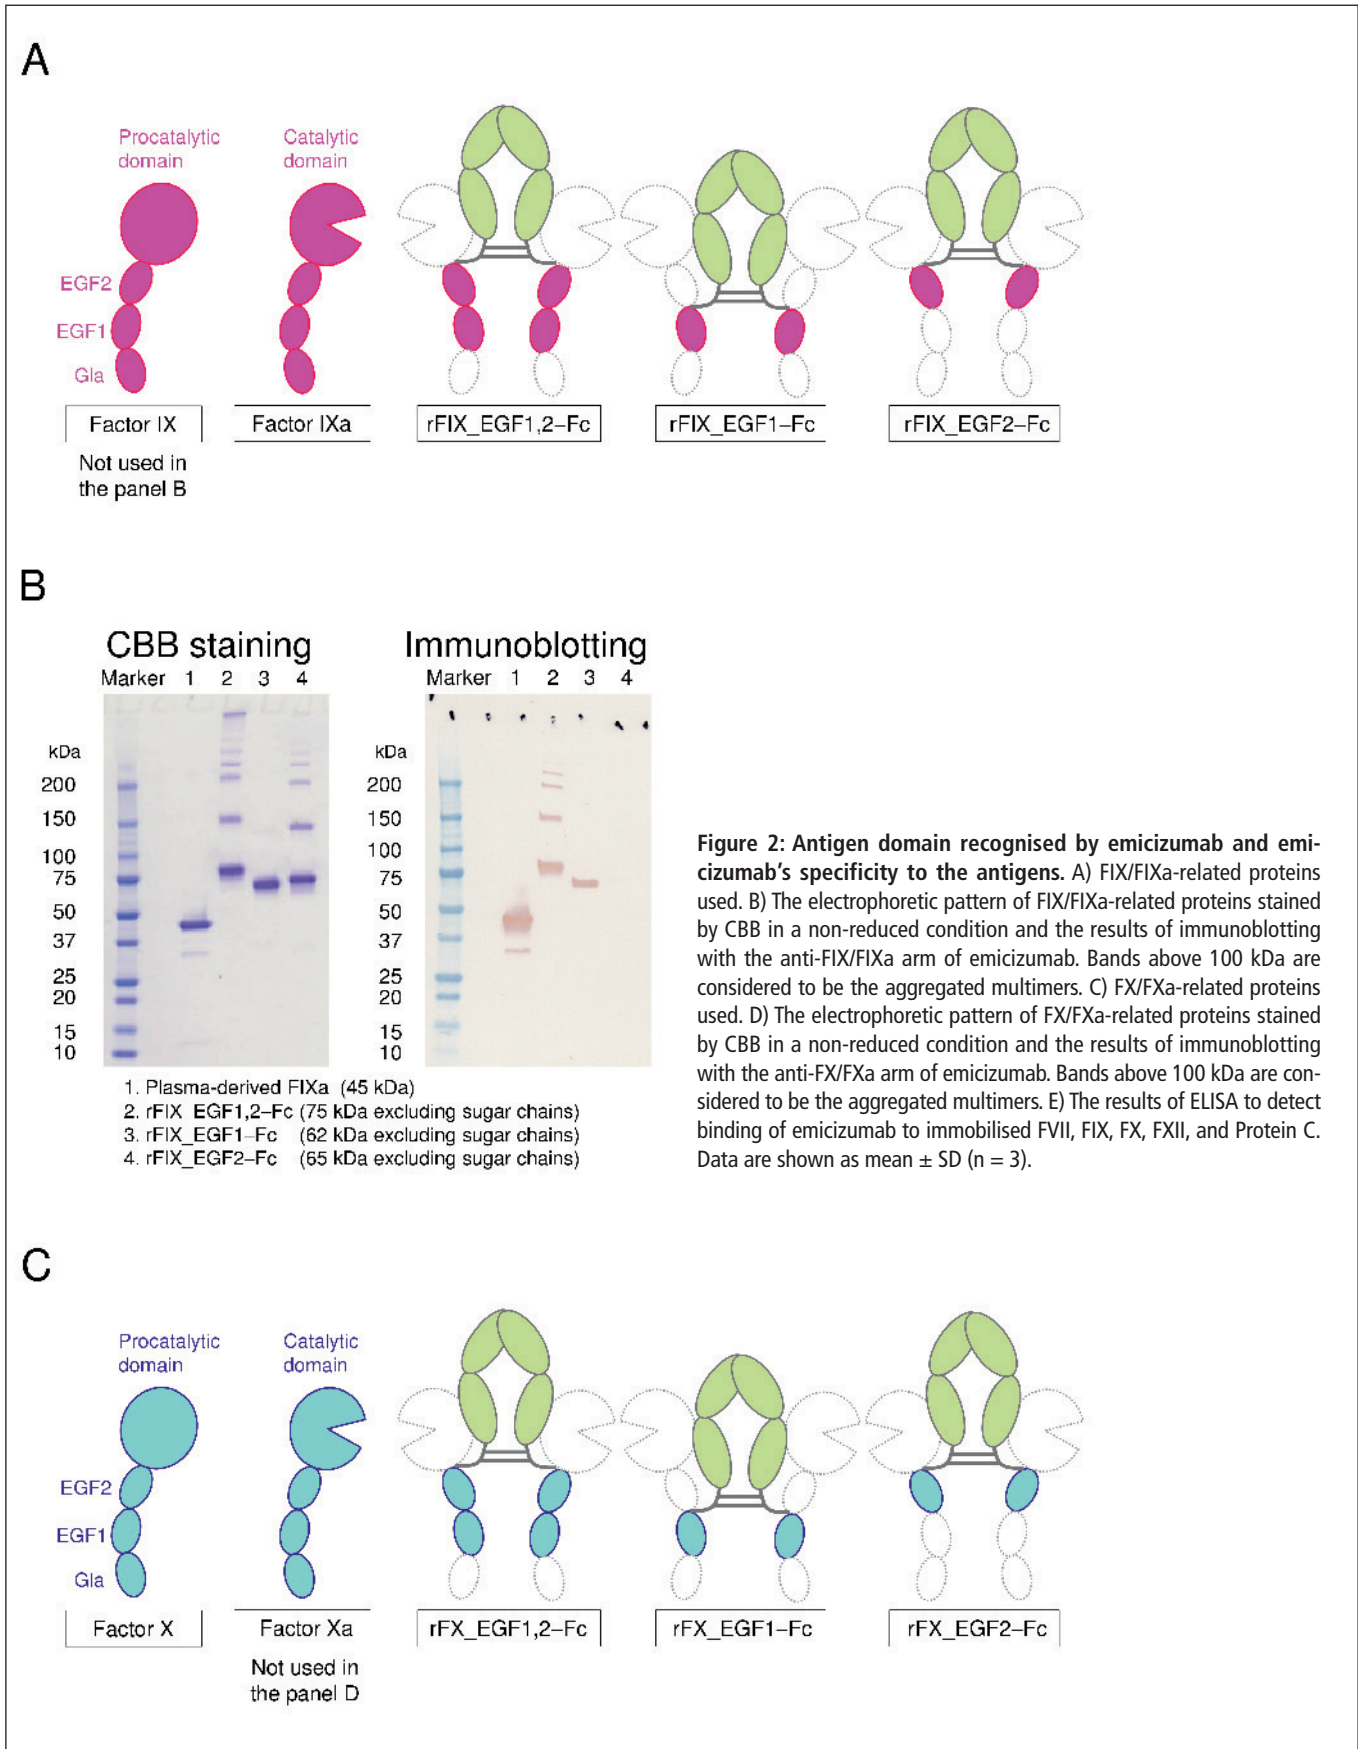 A
Procatalytic
domain
Catalytic
domain
EGF2
EGF1
Gla
Factor IX
Factor IXa
rFIX_EGF1,2–Fc
rFIX_EGF1–Fc
rFIX_EGF2–Fc
Not used in
the panel B
B
CBB staining
Immunoblotting
Marker 1 2 3 4
Marker 1 2 3 4
kDa
200
150
100
75
50
37
25
20
15
10
kDa
200
150
100
75
50
37
25
20
15
10
1. Plasma-derived FIXa (45 kDa)
2. rFIX_EGF1,2–Fc (75 kDa excluding sugar chains)
3. rFIX_EGF1–Fc (62 kDa excluding sugar chains)
4. rFIX_EGF2–Fc (65 kDa excluding sugar chains)
Figure 2: Antigen domain recognised by emicizumab and emi-
cizumab's specificity to the antigens. A) FIX/FIXa-related proteins
used. B) The electrophoretic pattern of FIX/FIXa-related proteins stained
by CBB in a non-reduced condition and the results of immunoblotting
with the anti-FIX/FIXa arm of emicizumab. Bands above 100 kDa are
considered to be the aggregated multimers. C) FX/FXa-related proteins
used. D) The electrophoretic pattern of FX/FXa-related proteins stained
by CBB in a non-reduced condition and the results of immunoblotting
with the anti-FX/FXa arm of emicizumab. Bands above 100 kDa are con-
sidered to be the aggregated multimers. E) The results of ELISA to detect
binding of emicizumab to immobilised FVII, FIX, FX, FXII, and Protein C.
Data are shown as mean ± SD (n = 3).
C
Procatalytic
domain
Catalytic
domain
EGF2
EGF1
Gla
Factor X
Factor Xa
rFX_EGF1,2–Fc
rFX_EGF1–Fc
rFX_EGF2–Fc
Not used in
the panel D